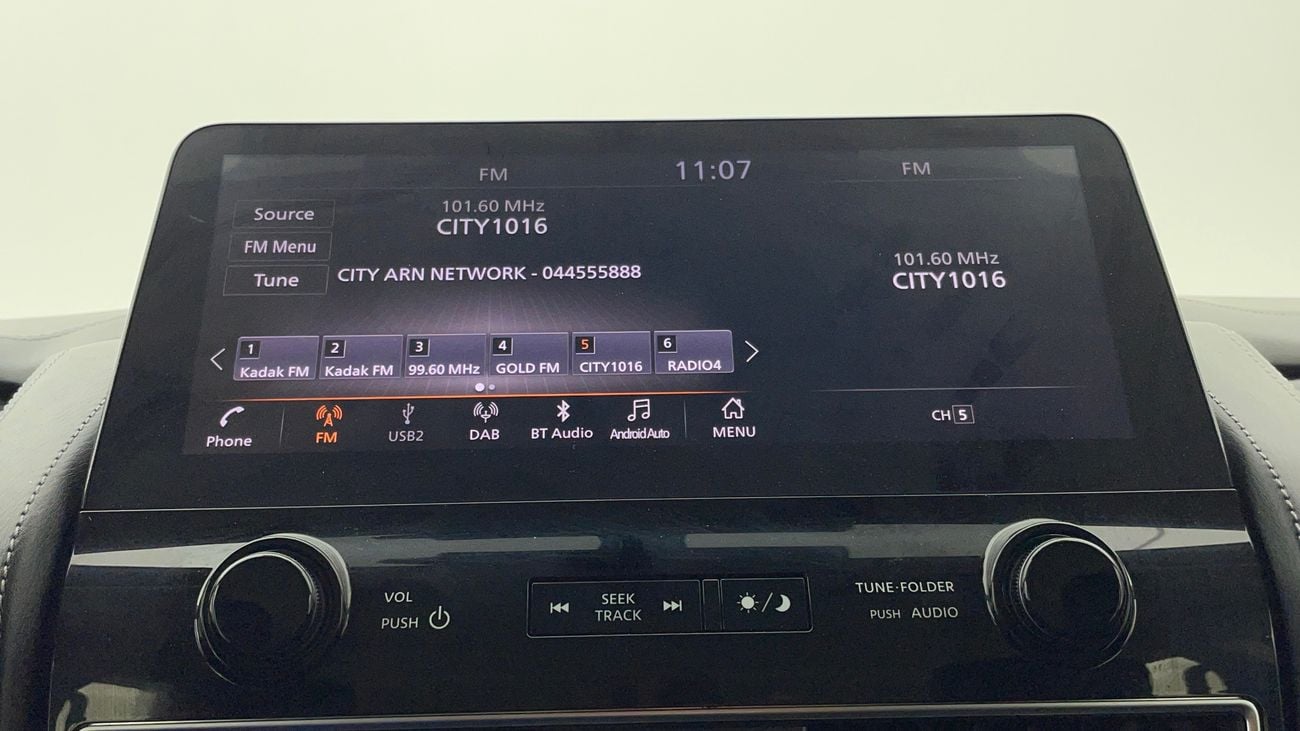 FM
11:07
FM
Source
FM Menu
Tune
101.60 MHz
CITY1016
CITY ARN NETWORK - 044555888
101.60 MHz
CITY1016
1 Kadak FM
2 Kadak FM
3 99.60 MHz
4 GOLD FM
5 CITY1016
6 RADIO4
Phone
FM
USB2
DAB
BT Audio
Android Auto
MENU
CH 5
VOL
PUSH
SEEK
TRACK
TUNE·FOLDER
PUSH AUDIO